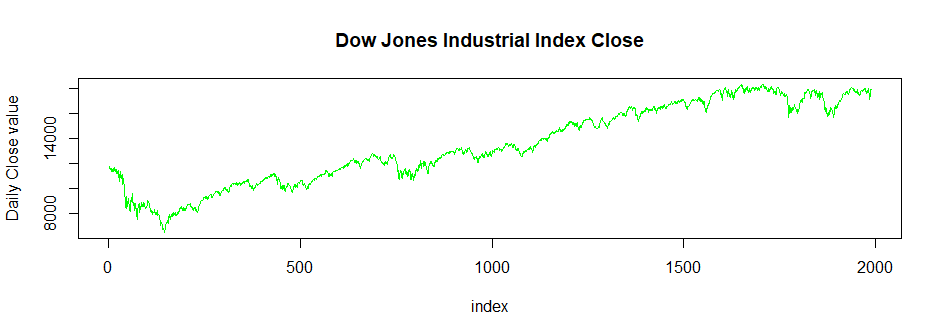 Dow Jones Industrial Index Close
Daily Close value
14000
8000
0 500 1000 1500 2000
index